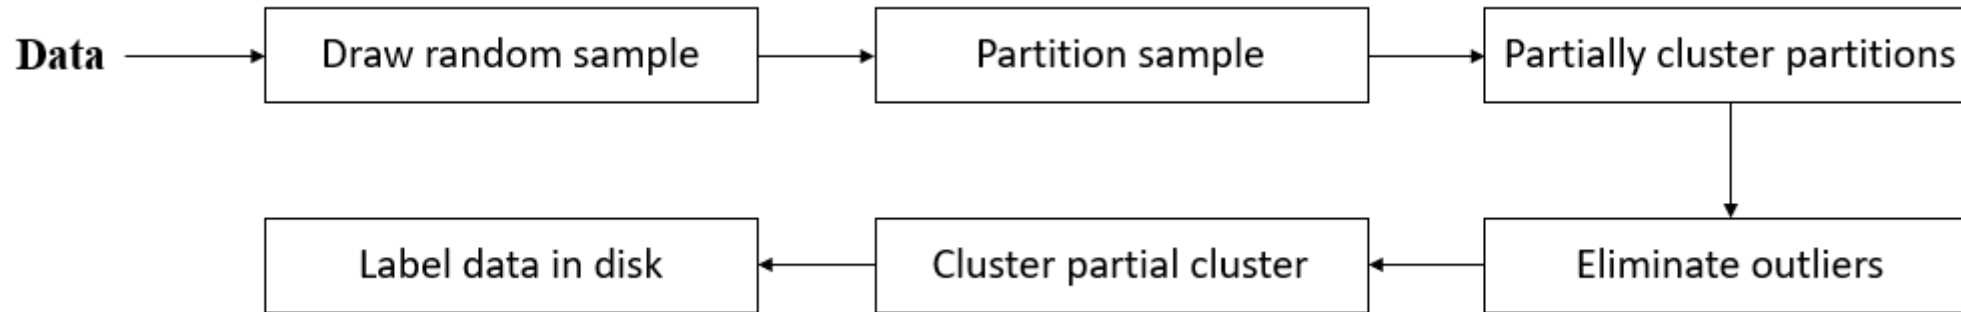 Data
Draw random sample
Partition sample
Partially cluster partitions
Eliminate outliers
Cluster partial cluster
Label data in disk